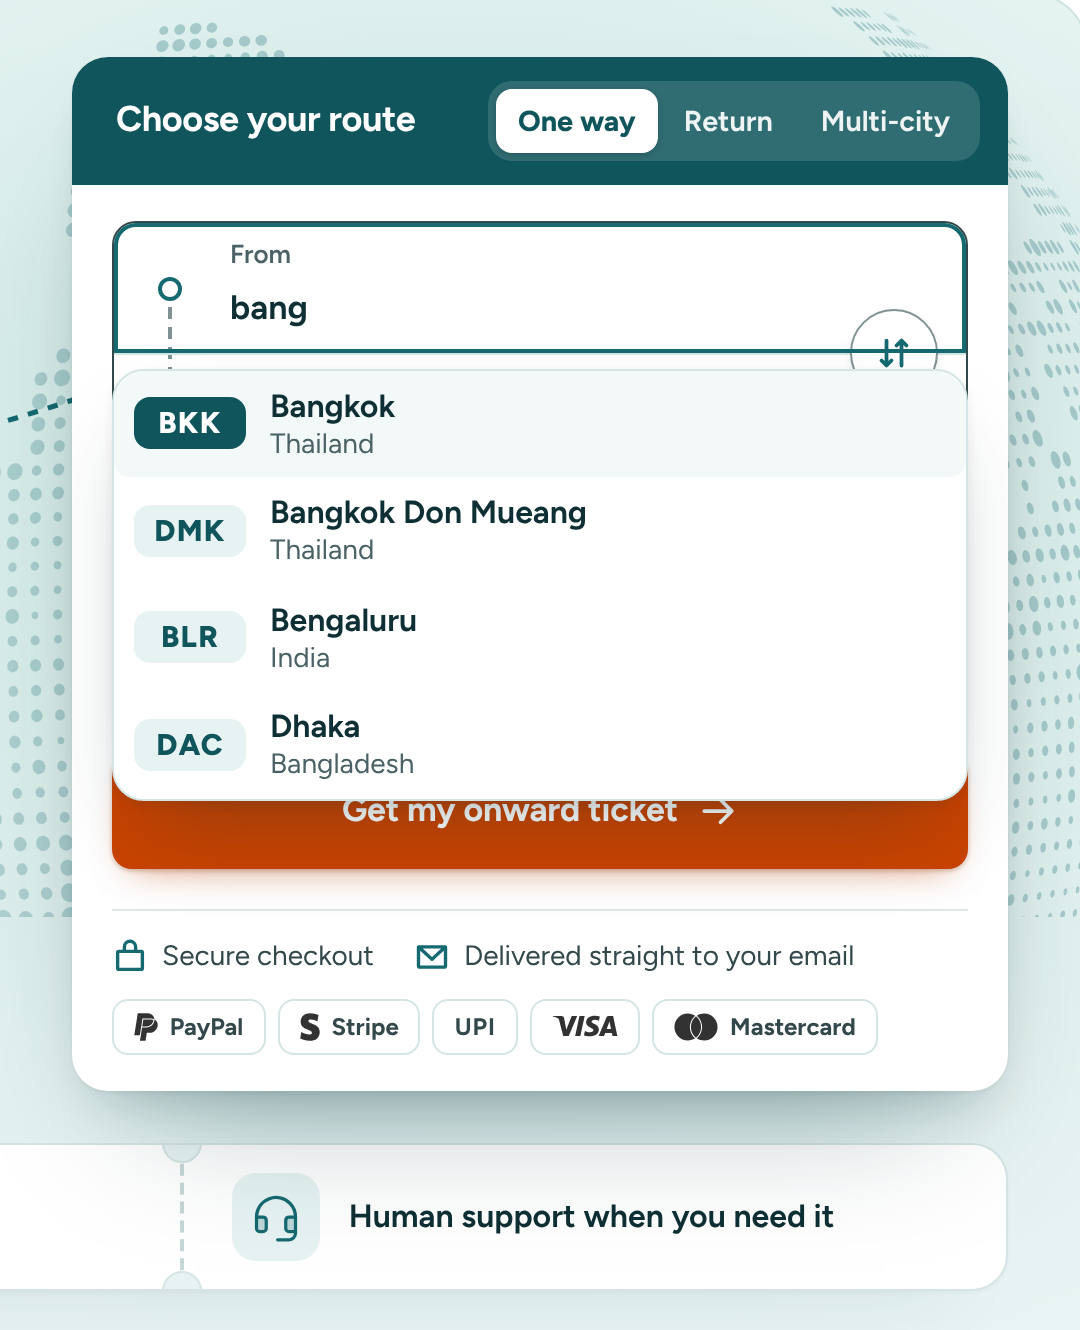 Choose your route
One way
Return
Multi-city
From
bang
BKK
Bangkok
Thailand
DMK
Bangkok Don Mueang
Thailand
BLR
Bengaluru
India
DAC
Dhaka
Bangladesh
Get my onward ticket
Secure checkout
Delivered straight to your email
PayPal
Stripe
UPI
VISA
Mastercard
Human support when you need it